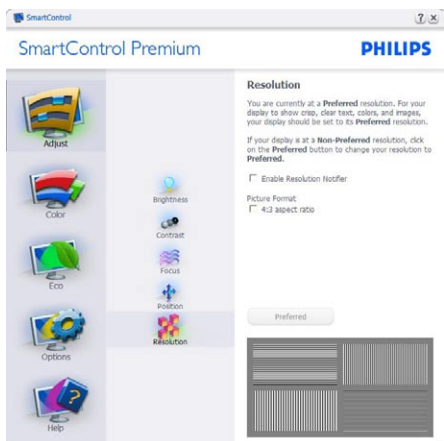 SmartControl
SmartControl Premium
PHILIPS
Adjust
Color
Eco
Options
Help
Brightness
Contrast
Focus
Position
Resolution
Resolution
You are currently at a Preferred resolution. For your
display to show crisp, clear text, colors, and images,
your display should be set to its Preferred resolution.
If your display is at a Non-Preferred resolution, click
on the Preferred button to change your resolution to
Preferred.
Enable Resolution Notifier
Picture Format
4:3 aspect ratio
Preferred